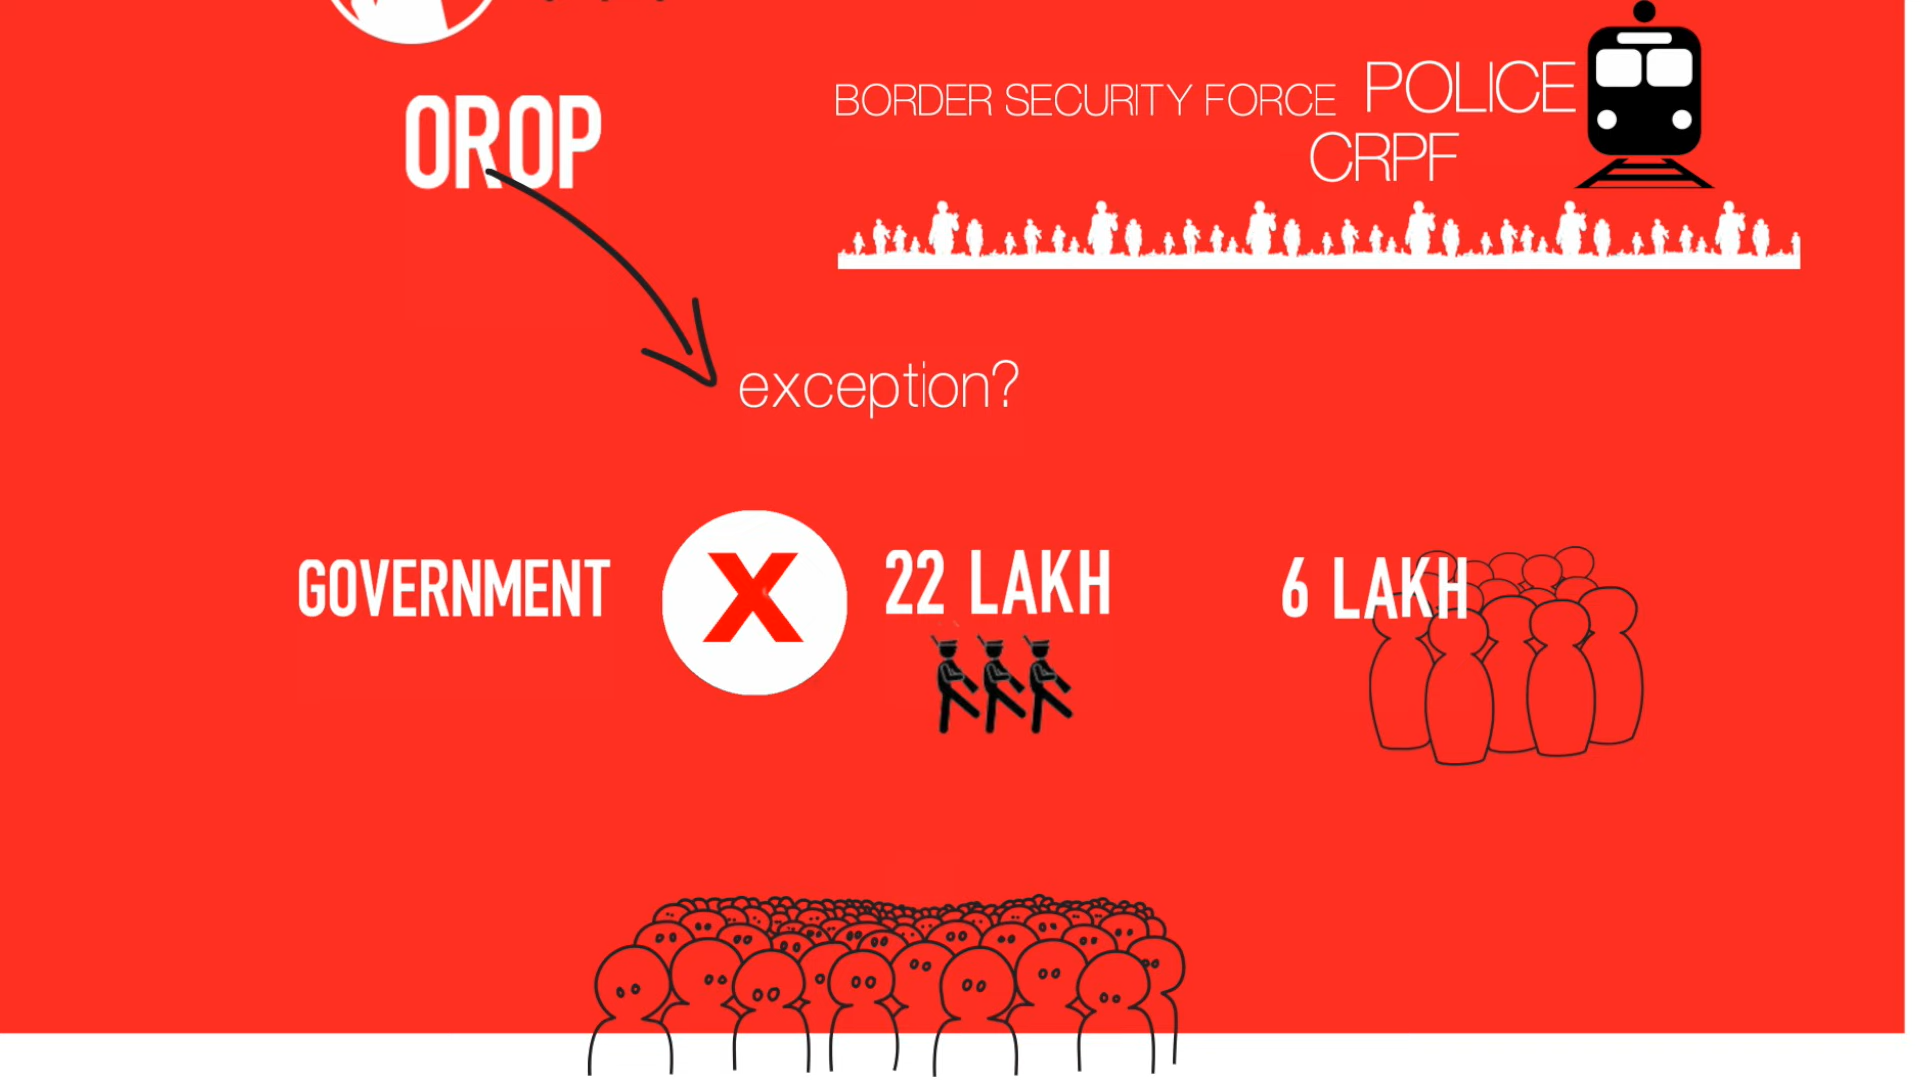 OROP
BORDER SECURITY FORCE POLICE
CRPF
exception?
GOVERNMENT X 22 LAKH 6 LAKH